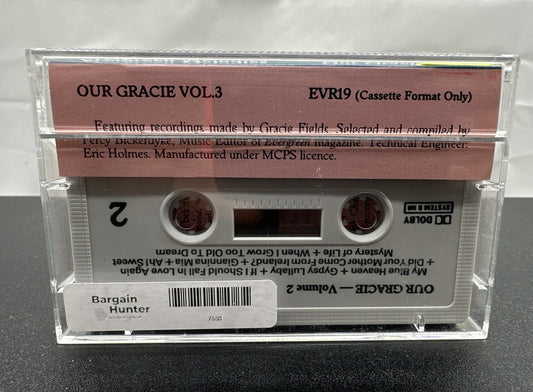 OUR GRACIE VOL.3 EVR19 (Cassette Format Only)
Featuring recordings made by Gracie Fields. Selected and compiled by
Percy Bickerdyke, Music Editor of Evergreen magazine. Technical Engineer:
Eric Holmes. Manufactured under MCPS licence.
2
DOLBY SYSTEM
B NR
OUR GRACIE — Volume 2
My Blue Heaven + Gypsy Lullaby + If I Should Fall In Love Again
+ Did Your Mother Come From Ireland? + Giannina Mia + Ah! Sweet
Mystery of Life + When I Grow Too Old To Dream
Bargain
Hunter
7550